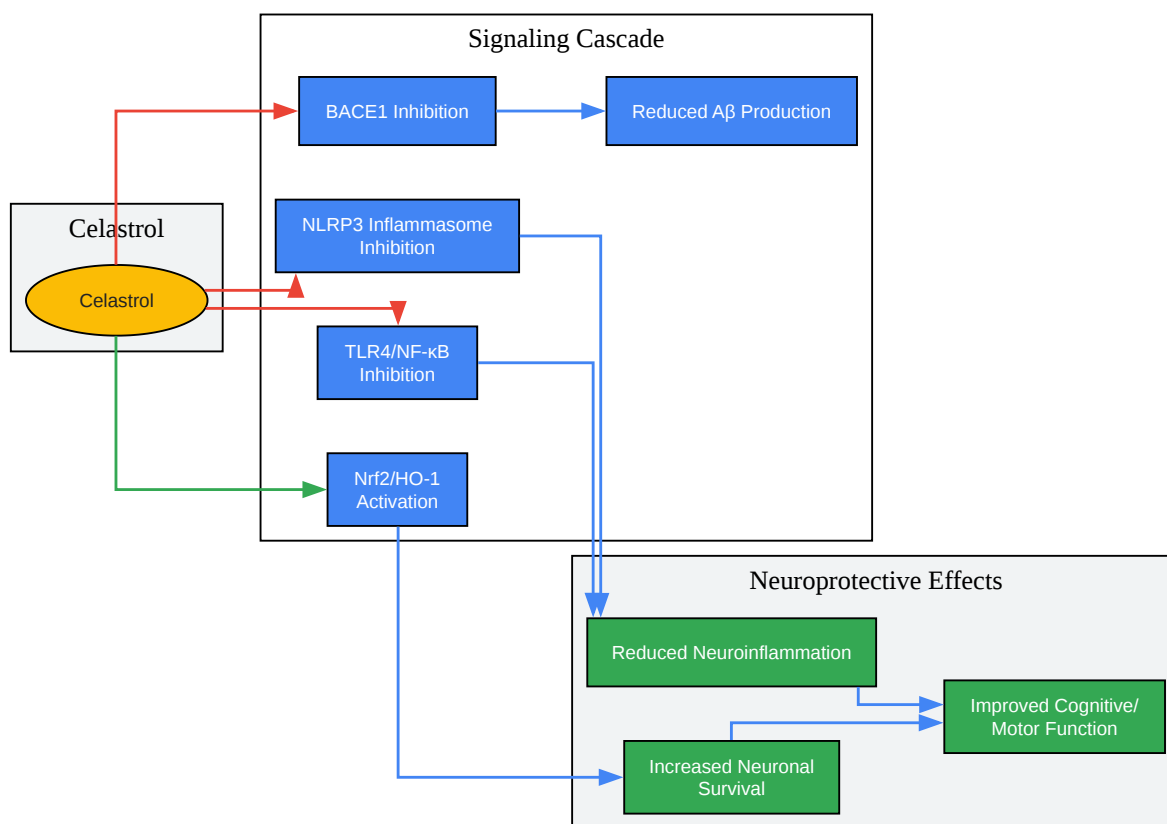 Signaling Cascade
BACE1 Inhibition
Reduced Aβ Production
Celastrol
Celastrol
NLRP3 Inflammasome
Inhibition
TLR4/NF-κB
Inhibition
Nrf2/HO-1
Activation
Neuroprotective Effects
Reduced Neuroinflammation
Improved Cognitive/
Motor Function
Increased Neuronal
Survival